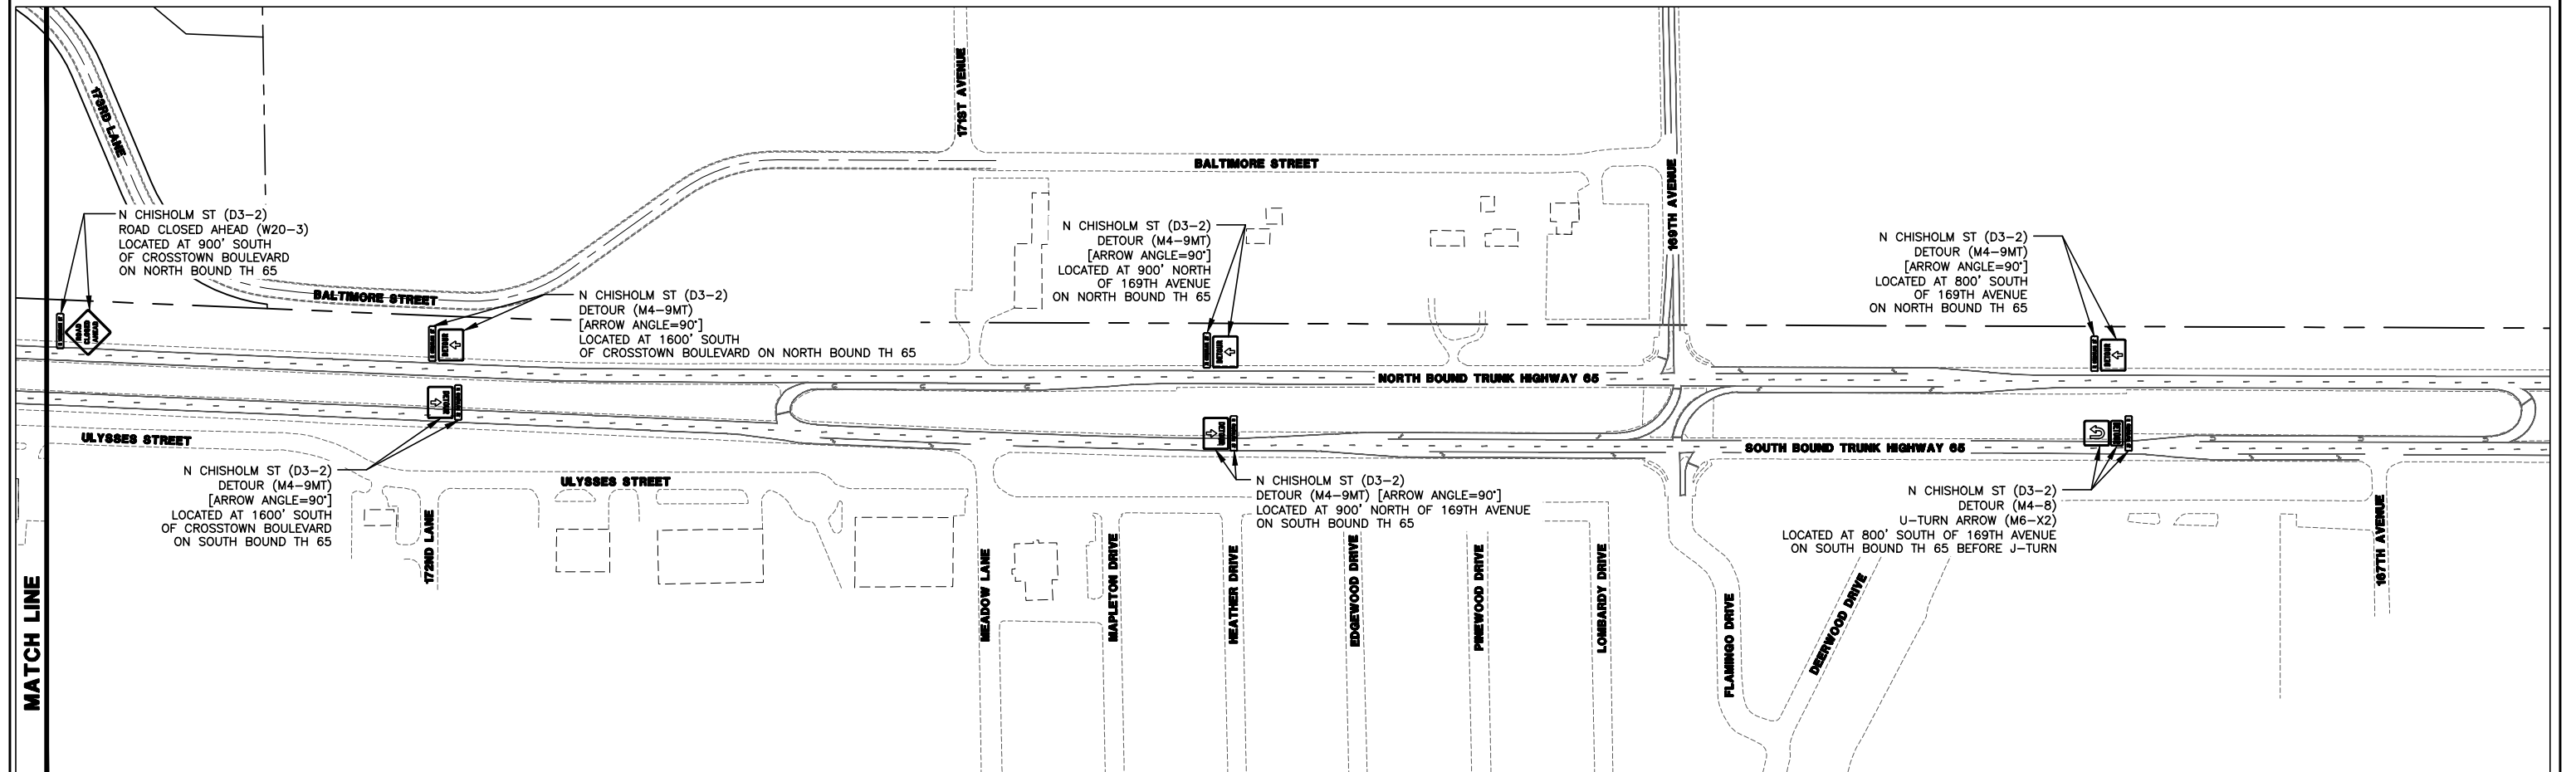 173RD LANE
171ST AVENUE
BALTIMORE STREET
169TH AVENUE
N CHISHOLM ST (D3-2)
ROAD CLOSED AHEAD (W20-3)
LOCATED AT 900' SOUTH
OF CROSSTOWN BOULEVARD
ON NORTH BOUND TH 65
N CHISHOLM ST (D3-2)
DETOUR (M4-9MT)
[ARROW ANGLE=90°]
LOCATED AT 900' NORTH
OF 169TH AVENUE
ON NORTH BOUND TH 65
N CHISHOLM ST (D3-2)
DETOUR (M4-9MT)
[ARROW ANGLE=90°]
LOCATED AT 800' SOUTH
OF 169TH AVENUE
ON NORTH BOUND TH 65
BALTIMORE STREET
N CHISHOLM ST (D3-2)
DETOUR (M4-9MT)
[ARROW ANGLE=90°]
LOCATED AT 1600' SOUTH
OF CROSSTOWN BOULEVARD ON NORTH BOUND TH 65
ROAD
CLOSED
AHEAD
DETOUR
DETOUR
DETOUR
NORTH BOUND TRUNK HIGHWAY 65
DETOUR
DETOUR
DETOUR
ULYSSES STREET
SOUTH BOUND TRUNK HIGHWAY 65
N CHISHOLM ST (D3-2)
DETOUR (M4-9MT)
[ARROW ANGLE=90°]
LOCATED AT 1600' SOUTH
OF CROSSTOWN BOULEVARD
ON SOUTH BOUND TH 65
ULYSSES STREET
N CHISHOLM ST (D3-2)
DETOUR (M4-9MT) [ARROW ANGLE=90°]
LOCATED AT 900' NORTH OF 169TH AVENUE
ON SOUTH BOUND TH 65
N CHISHOLM ST (D3-2)
DETOUR (M4-8)
U-TURN ARROW (M6-X2)
LOCATED AT 800' SOUTH OF 169TH AVENUE
ON SOUTH BOUND TH 65 BEFORE J-TURN
MATCH LINE
172ND LANE
MEADOW LANE
MAPLETON DRIVE
HEATHER DRIVE
EDGEWOOD DRIVE
PINEWOOD DRIVE
LOMBARDY DRIVE
FLAMINGO DRIVE
DEERWOOD DRIVE
167TH AVENUE